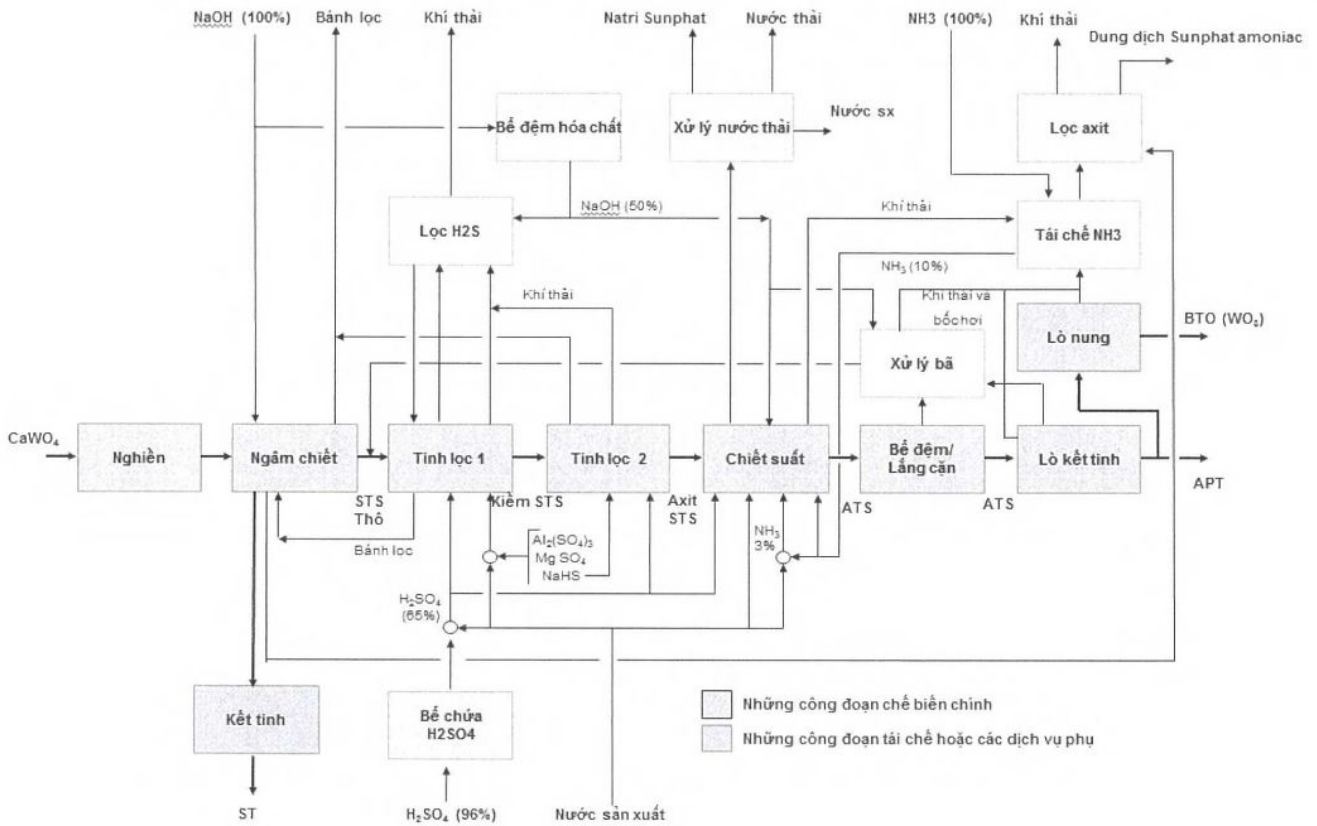 NaOH (100%)
Bánh lọc
Khí thải
Natri Sunphat
Nước thải
NH3 (100%)
Khí thải
Dung dịch Sunphat amoniac
Bể đệm hóa chất
Xử lý nước thải
Nước sx
Lọc axit
NaOH (50%)
Khí thải
Lọc H2S
Tái chế NH3
NH₃ (10%)
Khí thải
Khí thải và
bốc hơi
Lò nung
BTO (WO₃)
Xử lý bã
CaWO₄
Nghiền
Ngâm chiết
Tinh lọc 1
Tinh lọc 2
Chiết suất
Bể đệm/
Lắng cặn
Lò kết tinh
STS
Thô
Kiềm STS
Axit
STS
ATS
ATS
APT
Bánh lọc
Al₂(SO₄)₃
Mg SO₄
NaHS
NH₃
3%
H₂SO₄
(65%)
Kết tinh
Bể chứa
H2SO4
Những công đoạn chế biến chính
Những công đoạn tái chế hoặc các dịch vụ phụ
ST
H₂SO₄ (96%)
Nước sản xuất